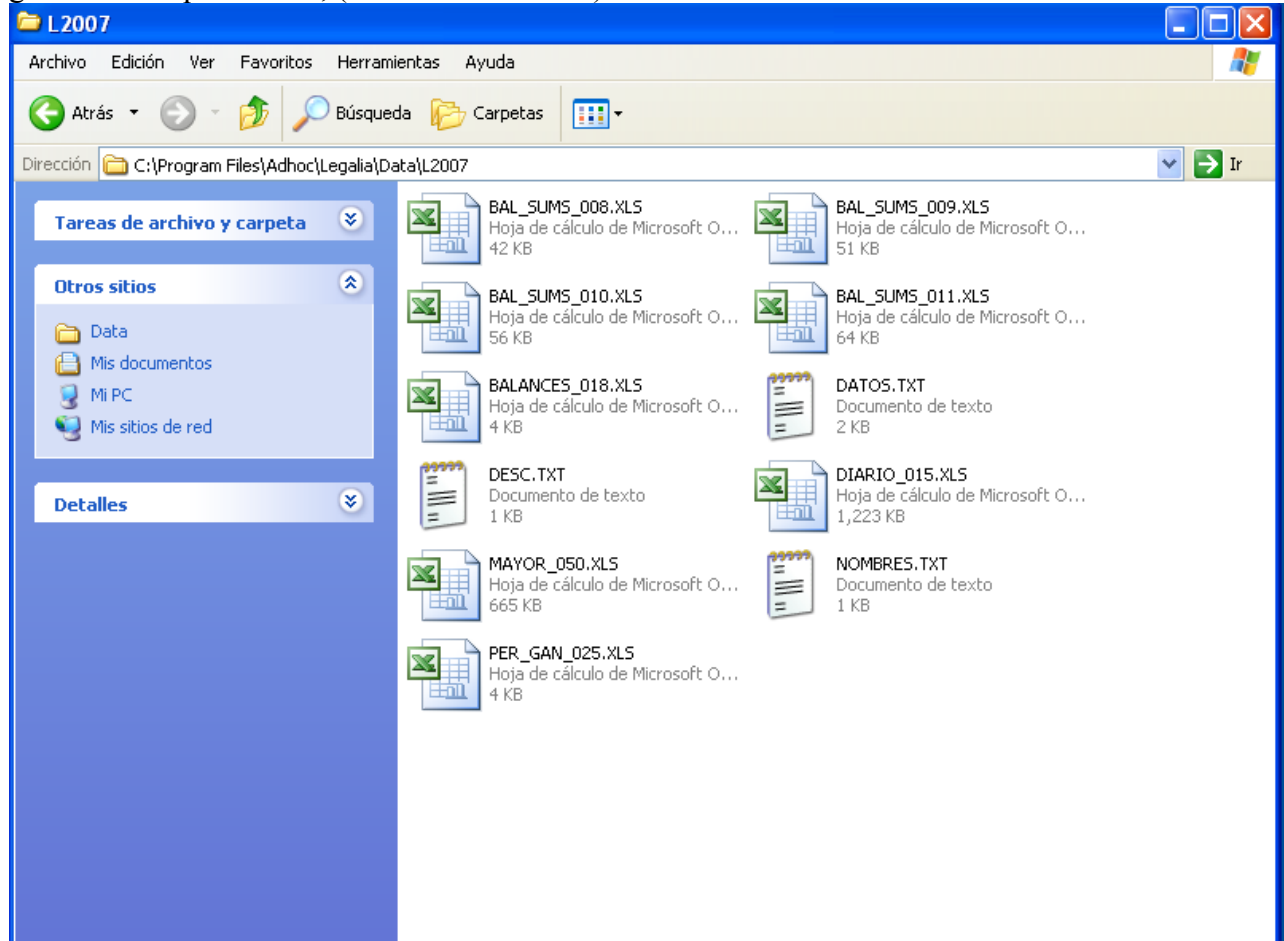 L2007
Archivo Edición Ver Favoritos Herramientas Ayuda
Atrás Búsqueda Carpetas
Dirección C:\Program Files\Adhoc\Legalia\Data\L2007 Ir
Tareas de archivo y carpeta
Otros sitios
Data
Mis documentos
Mi PC
Mis sitios de red
Detalles
BAL_SUMS_008.XLS
Hoja de cálculo de Microsoft O...
42 KB
BAL_SUMS_009.XLS
Hoja de cálculo de Microsoft O...
51 KB
BAL_SUMS_010.XLS
Hoja de cálculo de Microsoft O...
56 KB
BAL_SUMS_011.XLS
Hoja de cálculo de Microsoft O...
64 KB
BALANCES_018.XLS
Hoja de cálculo de Microsoft O...
4 KB
DATOS.TXT
Documento de texto
2 KB
DESC.TXT
Documento de texto
1 KB
DIARIO_015.XLS
Hoja de cálculo de Microsoft O...
1,223 KB
MAYOR_050.XLS
Hoja de cálculo de Microsoft O...
665 KB
NOMBRES.TXT
Documento de texto
1 KB
PER_GAN_025.XLS
Hoja de cálculo de Microsoft O...
4 KB